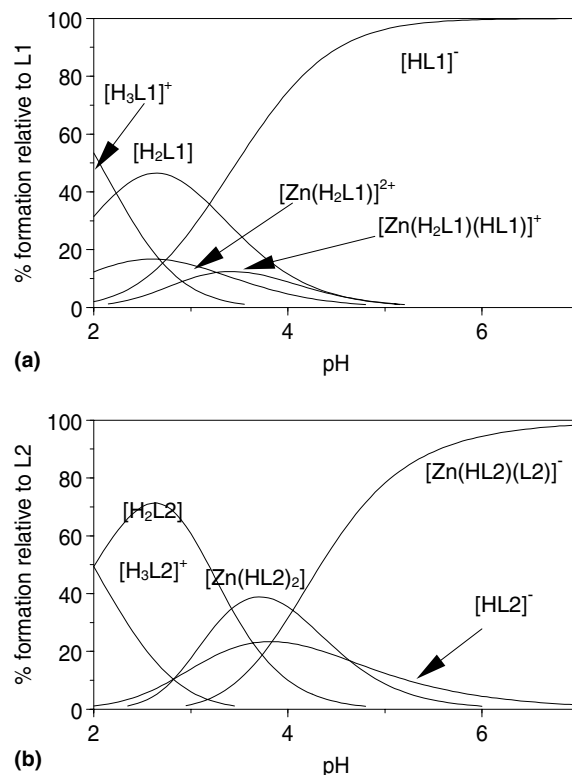 % formation relative to L1
100
80
60
40
20
0
[H₃L1]⁺
[H₂L1]
[HL1]⁻
[Zn(H₂L1)]²⁺
[Zn(H₂L1)(HL1)]⁺
2
4
6
pH
(a)
% formation relative to L2
100
80
60
40
20
0
[H₂L2]
[H₃L2]⁺
[Zn(HL2)₂]
[Zn(HL2)(L2)]⁻
[HL2]⁻
2
4
6
pH
(b)